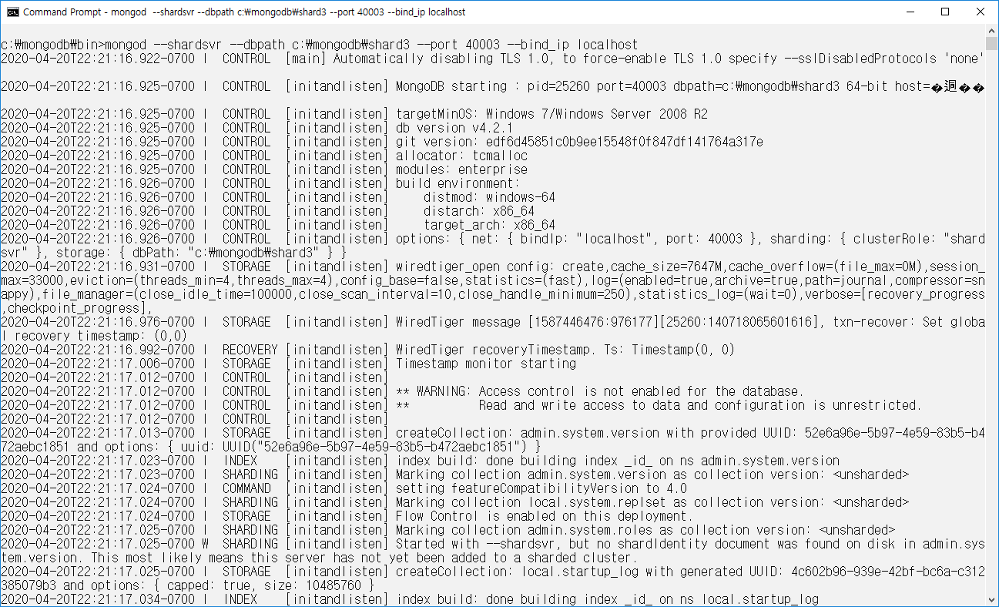 Command Prompt - mongod  --shardsvr --dbpath c:₩mongodb₩shard3 --port 40003 --bind_ip localhost
c:₩mongodb₩bin>mongod --shardsvr --dbpath c:₩mongodb₩shard3 --port 40003 --bind_ip localhost
2020-04-20T22:21:16.922-0700 I  CONTROL  [main] Automatically disabling TLS 1.0, to force-enable TLS 1.0 specify --sslDisabledProtocols 'none'
2020-04-20T22:21:16.925-0700 I  CONTROL  [initandlisten] MongoDB starting : pid=25260 port=40003 dbpath=c:₩mongodb₩shard3 64-bit host=�迥��
2020-04-20T22:21:16.925-0700 I  CONTROL  [initandlisten] targetMinOS: Windows 7/Windows Server 2008 R2
2020-04-20T22:21:16.925-0700 I  CONTROL  [initandlisten] db version v4.2.1
2020-04-20T22:21:16.925-0700 I  CONTROL  [initandlisten] git version: edf6d45851c0b9ee15548f0f847df141764a317e
2020-04-20T22:21:16.925-0700 I  CONTROL  [initandlisten] allocator: tcmalloc
2020-04-20T22:21:16.925-0700 I  CONTROL  [initandlisten] modules: enterprise
2020-04-20T22:21:16.926-0700 I  CONTROL  [initandlisten] build environment:
2020-04-20T22:21:16.926-0700 I  CONTROL  [initandlisten]     distmod: windows-64
2020-04-20T22:21:16.926-0700 I  CONTROL  [initandlisten]     distarch: x86_64
2020-04-20T22:21:16.926-0700 I  CONTROL  [initandlisten]     target_arch: x86_64
2020-04-20T22:21:16.926-0700 I  CONTROL  [initandlisten] options: { net: { bindIp: "localhost", port: 40003 }, sharding: { clusterRole: "shard
svr" }, storage: { dbPath: "c:₩mongodb₩shard3" } }
2020-04-20T22:21:16.931-0700 I  STORAGE  [initandlisten] wiredtiger_open config: create,cache_size=7647M,cache_overflow=(file_max=0M),session_
max=33000,eviction=(threads_min=4,threads_max=4),config_base=false,statistics=(fast),log=(enabled=true,archive=true,path=journal,compressor=sn
appy),file_manager=(close_idle_time=100000,close_scan_interval=10,close_handle_minimum=250),statistics_log=(wait=0),verbose=[recovery_progress
,checkpoint_progress],
2020-04-20T22:21:16.976-0700 I  STORAGE  [initandlisten] WiredTiger message [1587446476:976177][25260:140718065601616], txn-recover: Set globa
l recovery timestamp: (0,0)
2020-04-20T22:21:16.992-0700 I  RECOVERY [initandlisten] WiredTiger recoveryTimestamp. Ts: Timestamp(0, 0)
2020-04-20T22:21:17.006-0700 I  STORAGE  [initandlisten] Timestamp monitor starting
2020-04-20T22:21:17.012-0700 I  CONTROL  [initandlisten]
2020-04-20T22:21:17.012-0700 I  CONTROL  [initandlisten] ** WARNING: Access control is not enabled for the database.
2020-04-20T22:21:17.012-0700 I  CONTROL  [initandlisten] **          Read and write access to data and configuration is unrestricted.
2020-04-20T22:21:17.012-0700 I  CONTROL  [initandlisten]
2020-04-20T22:21:17.013-0700 I  STORAGE  [initandlisten] createCollection: admin.system.version with provided UUID: 52e6a96e-5b97-4e59-83b5-b4
72aebc1851 and options: { uuid: UUID("52e6a96e-5b97-4e59-83b5-b472aebc1851") }
2020-04-20T22:21:17.023-0700 I  INDEX    [initandlisten] index build: done building index _id_ on ns admin.system.version
2020-04-20T22:21:17.023-0700 I  SHARDING [initandlisten] Marking collection admin.system.version as collection version: <unsharded>
2020-04-20T22:21:17.024-0700 I  COMMAND  [initandlisten] setting featureCompatibilityVersion to 4.0
2020-04-20T22:21:17.024-0700 I  SHARDING [initandlisten] Marking collection local.system.replset as collection version: <unsharded>
2020-04-20T22:21:17.024-0700 I  STORAGE  [initandlisten] Flow Control is enabled on this deployment.
2020-04-20T22:21:17.025-0700 I  SHARDING [initandlisten] Marking collection admin.system.roles as collection version: <unsharded>
2020-04-20T22:21:17.025-0700 W  SHARDING [initandlisten] Started with --shardsvr, but no shardIdentity document was found on disk in admin.sys
tem.version. This most likely means this server has not yet been added to a sharded cluster.
2020-04-20T22:21:17.025-0700 I  STORAGE  [initandlisten] createCollection: local.startup_log with generated UUID: 4c602b96-939e-42bf-bc6a-c312
385079b3 and options: { capped: true, size: 10485760 }
2020-04-20T22:21:17.034-0700 I  INDEX    [initandlisten] index build: done building index _id_ on ns local.startup_log